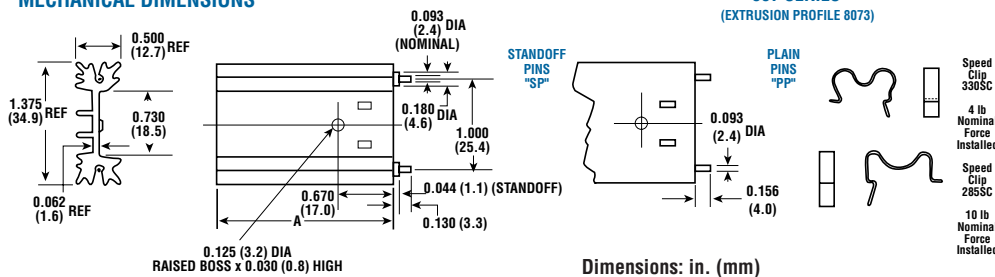 MECHANICAL DIMENSIONS
(EXTRUSION PROFILE 8073)
0.500
(12.7) REF
1.375
(34.9) REF
0.730
(18.5)
0.062
(1.6) REF
0.093
(2.4) DIA
(NOMINAL)
0.180
(4.6) DIA
1.000
(25.4)
0.670
(17.0)
A
0.044 (1.1) (STANDOFF)
0.130 (3.3)
0.125 (3.2) DIA
RAISED BOSS x 0.030 (0.8) HIGH
STANDOFF
PINS
"SP"
PLAIN
PINS
"PP"
0.093
(2.4) DIA
0.156
(4.0)
Speed
Clip
330SC
4 lb
Nominal
Force
Installed
Speed
Clip
285SC
10 lb
Nominal
Force
Installed
Dimensions: in. (mm)